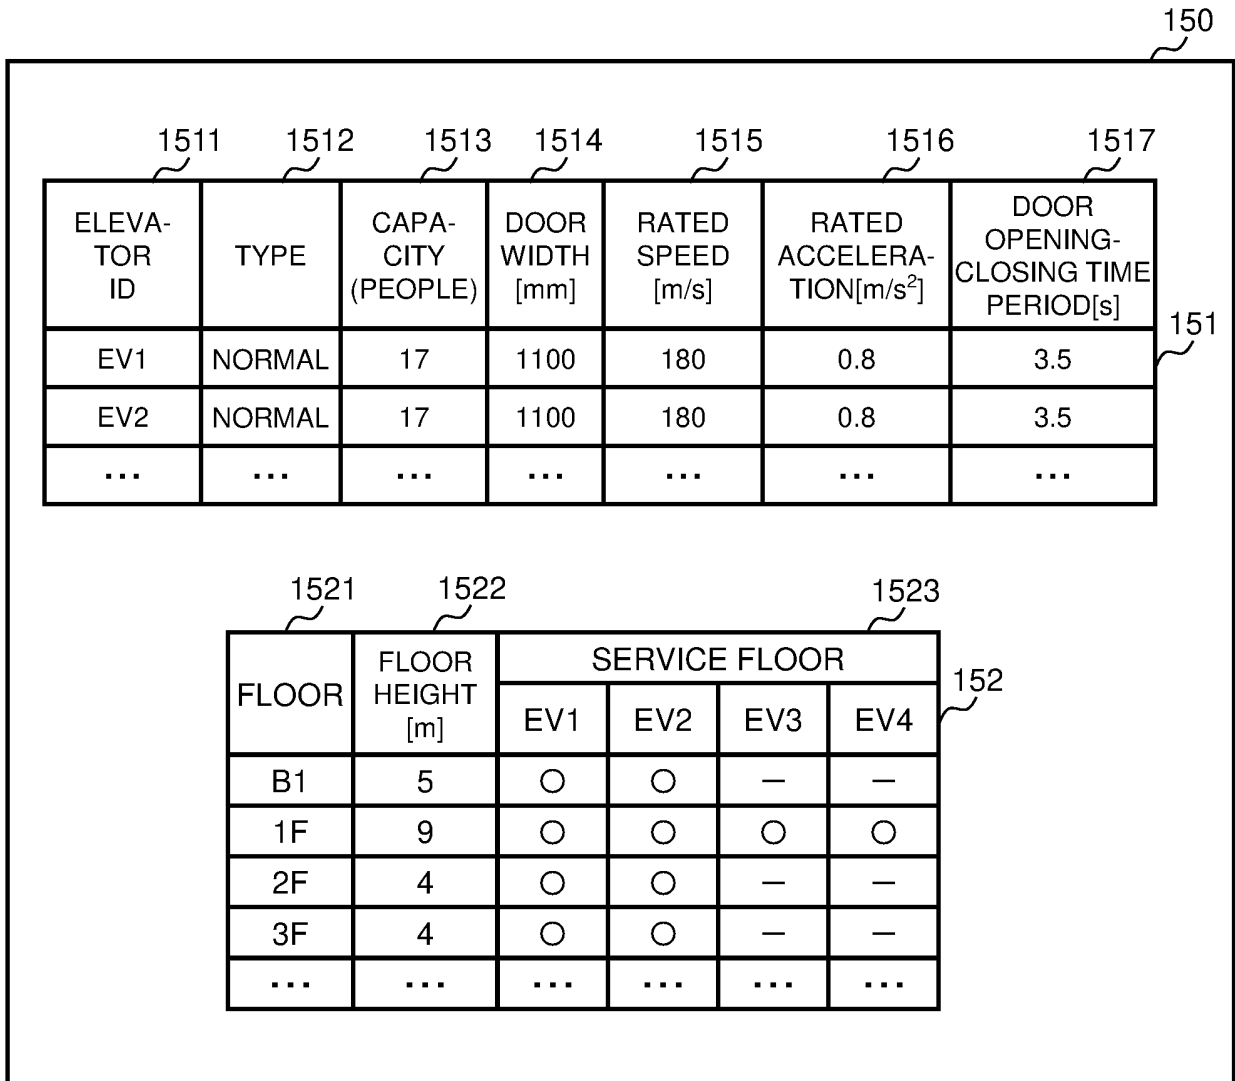 150
1511 1512 1513 1514 1515 1516 1517
ELEVA-
TOR
ID
TYPE
CAPA-
CITY
(PEOPLE)
DOOR
WIDTH
[mm]
RATED
SPEED
[m/s]
RATED
ACCELERA-
TION[m/s²]
DOOR
OPENING-
CLOSING TIME
PERIOD[s]
151
EV1 NORMAL 17 1100 180 0.8 3.5
EV2 NORMAL 17 1100 180 0.8 3.5
... ... ... ... ... ... ...
1521 1522 1523
FLOOR
FLOOR
HEIGHT
[m]
SERVICE FLOOR
152
EV1 EV2 EV3 EV4
B1 5 ○ ○ – –
1F 9 ○ ○ ○ ○
2F 4 ○ ○ – –
3F 4 ○ ○ – –
... ... ... ... ... ...